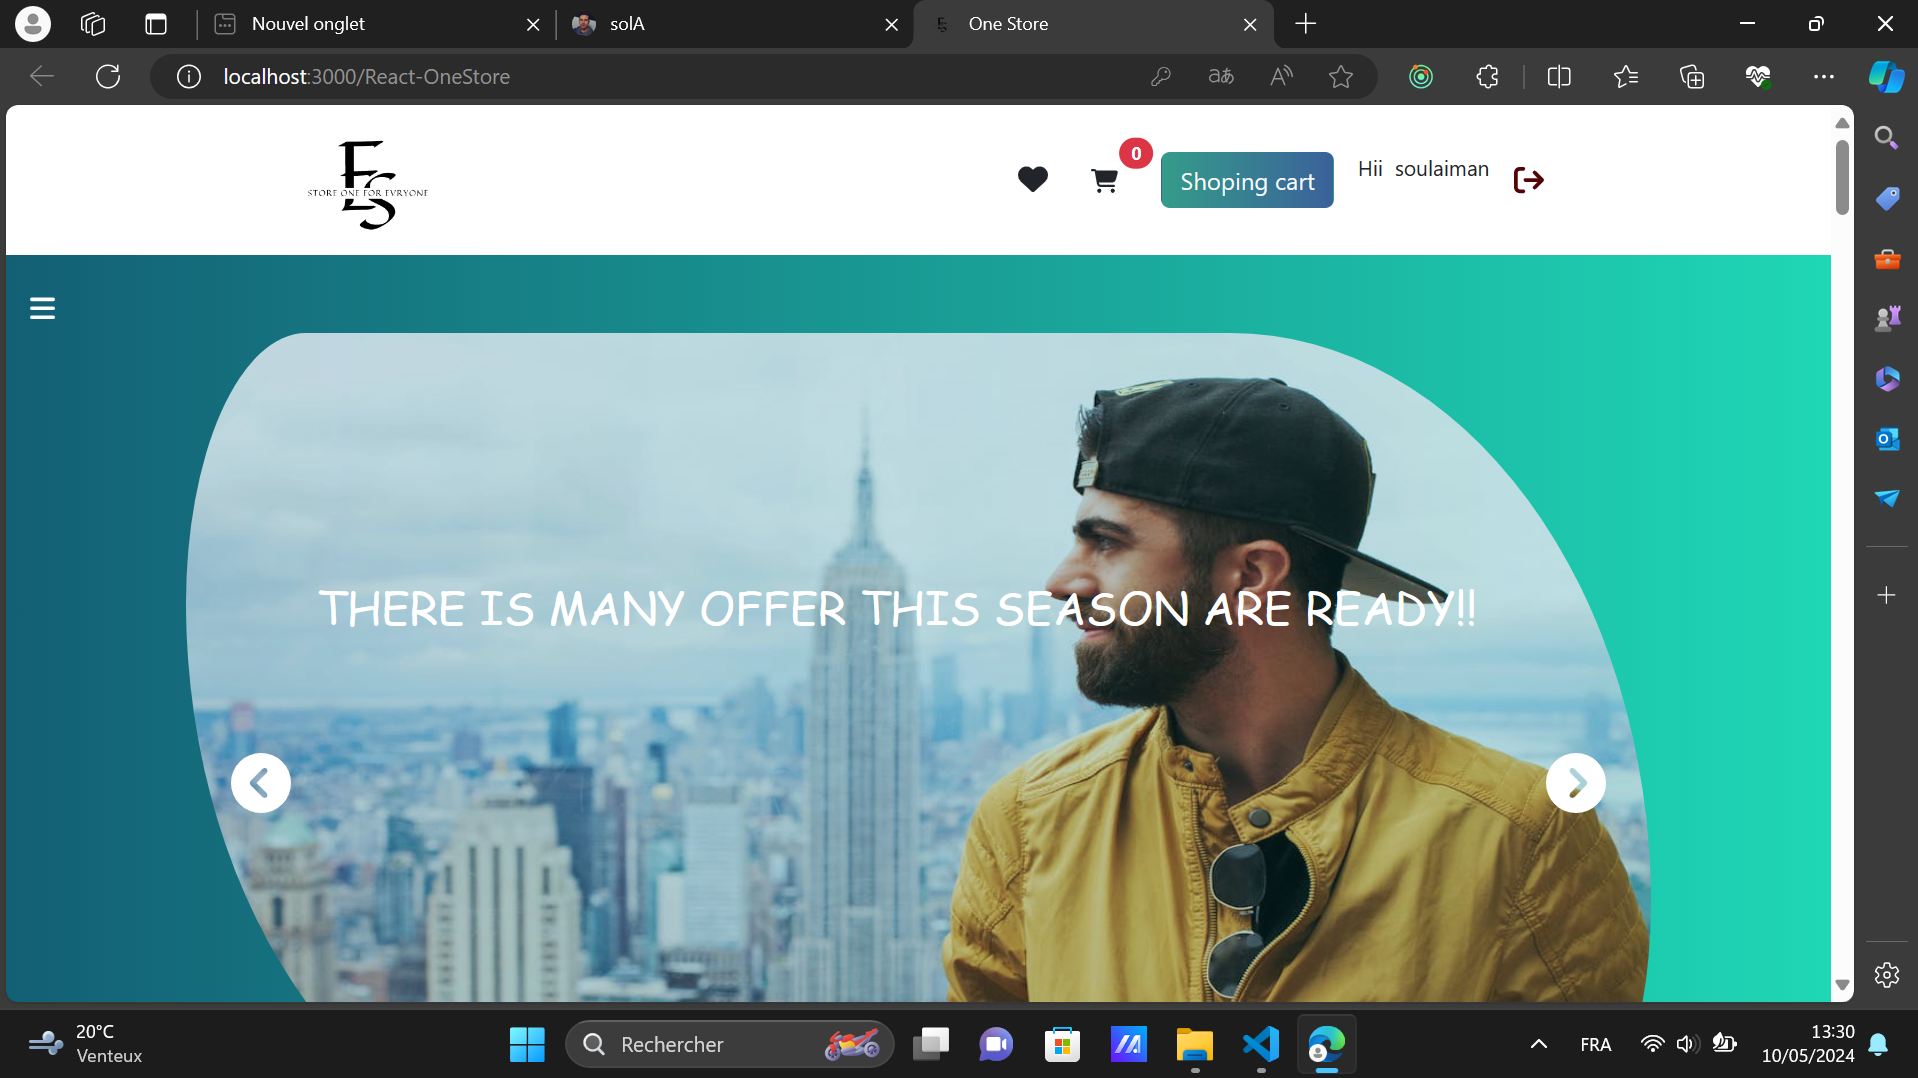 Nouvel onglet
solA
One Store
localhost:3000/React-OneStore
ES
STORE ONE FOR EVRYONE
0
Shoping cart
Hii soulaiman
THERE IS MANY OFFER THIS SEASON ARE READY!!
20°C
Venteux
Rechercher
FRA
13:30
10/05/2024